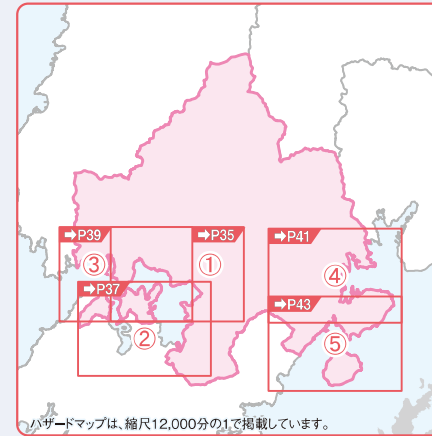 ➡P39
➡P35
➡P41
③
①
④
➡P37
➡P43
②
⑤
ハザードマップは、縮尺12,000分の1で掲載しています。